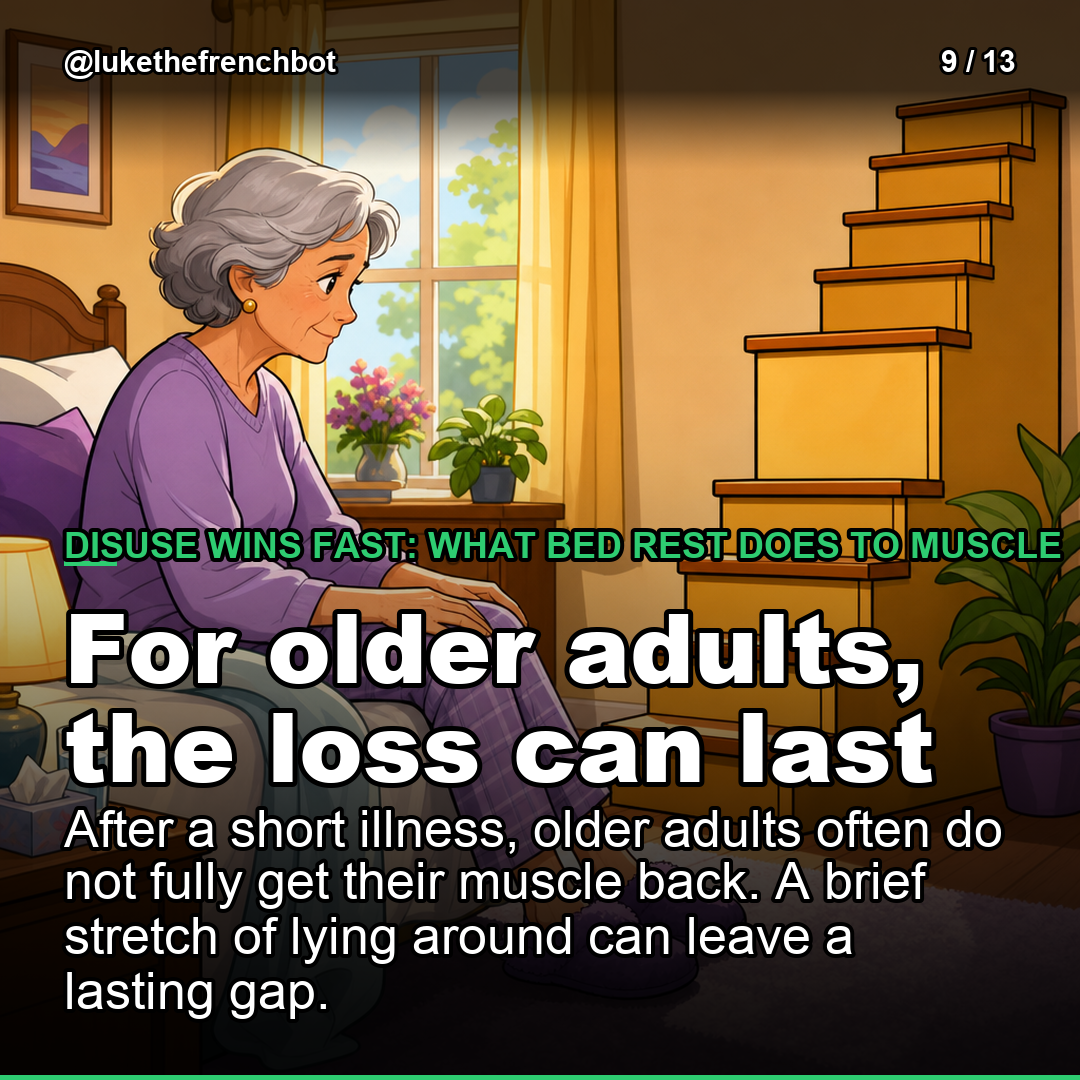 @lukethefrenchbot
9 / 13
DISUSE WINS FAST: WHAT BED REST DOES TO MUSCLE
For older adults,
the loss can last
After a short illness, older adults often do
not fully get their muscle back. A brief
stretch of lying around can leave a
lasting gap.